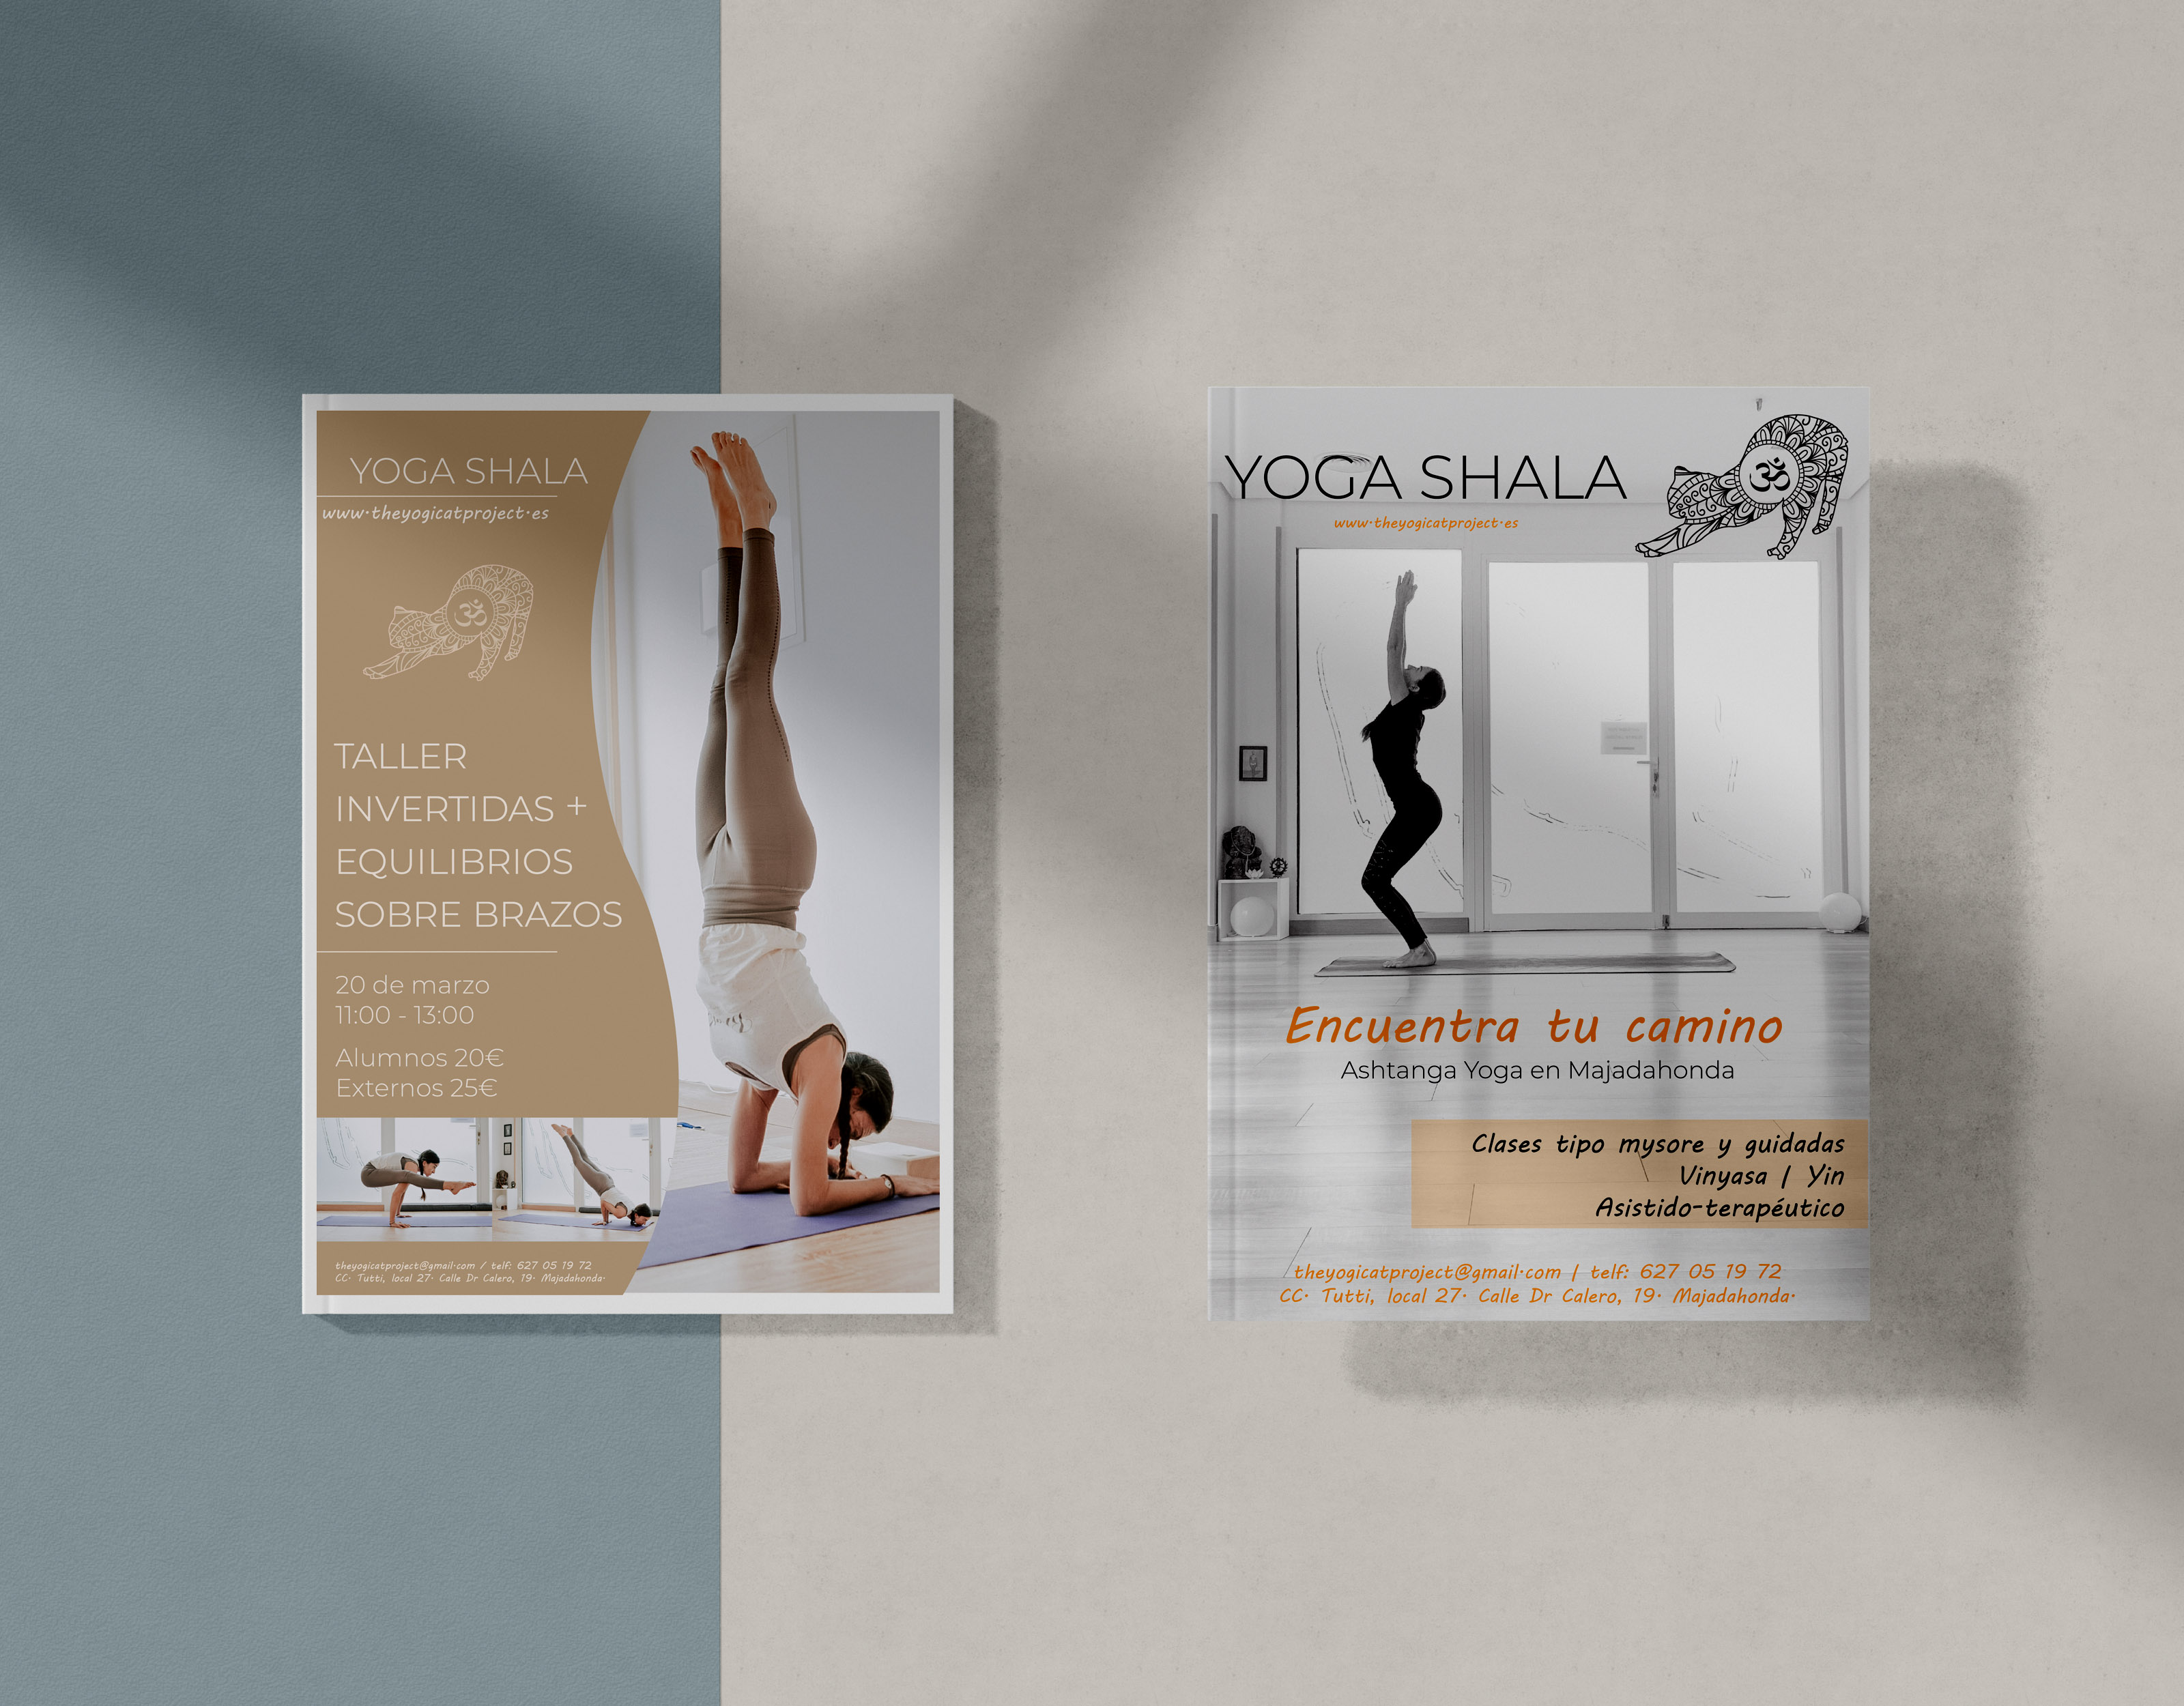 YOGA SHALA
www.theyogicatproject.es
ॐ
TALLER
INVERTIDAS +
EQUILIBRIOS
SOBRE BRAZOS
20 de marzo
11:00 - 13:00
Alumnos 20€
Externos 25€
theyogicatproject@gmail.com / telf: 627 05 19 72
CC. Tutti, local 27. Calle Dr Calero, 19. Majadahonda.
YOGA SHALA
www.theyogicatproject.es
ॐ
Encuentra tu camino
Ashtanga Yoga en Majadahonda
Clases tipo mysore y guidadas
Vinyasa / Yin
Asistido-terapéutico
theyogicatproject@gmail.com / telf: 627 05 19 72
CC. Tutti, local 27. Calle Dr Calero, 19. Majadahonda.